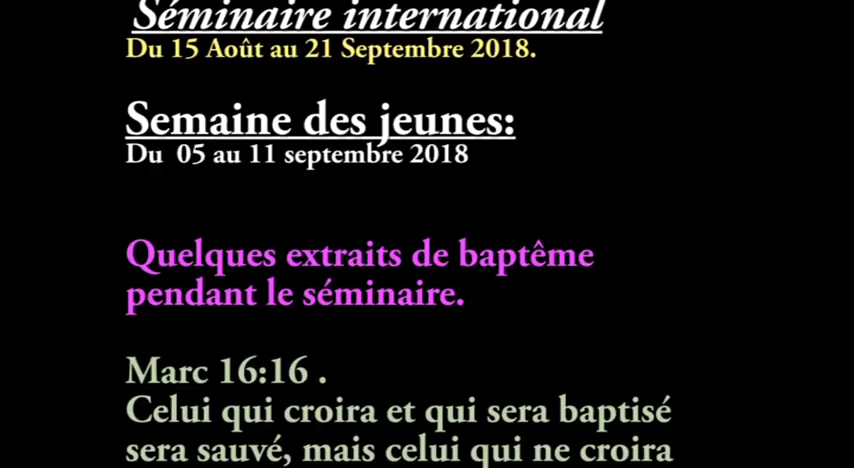 Séminaire international
Du 15 Août au 21 Septembre 2018.
Semaine des jeunes:
Du 05 au 11 septembre 2018
Quelques extraits de baptême
pendant le séminaire.
Marc 16:16 .
Celui qui croira et qui sera baptisé
sera sauvé, mais celui qui ne croira